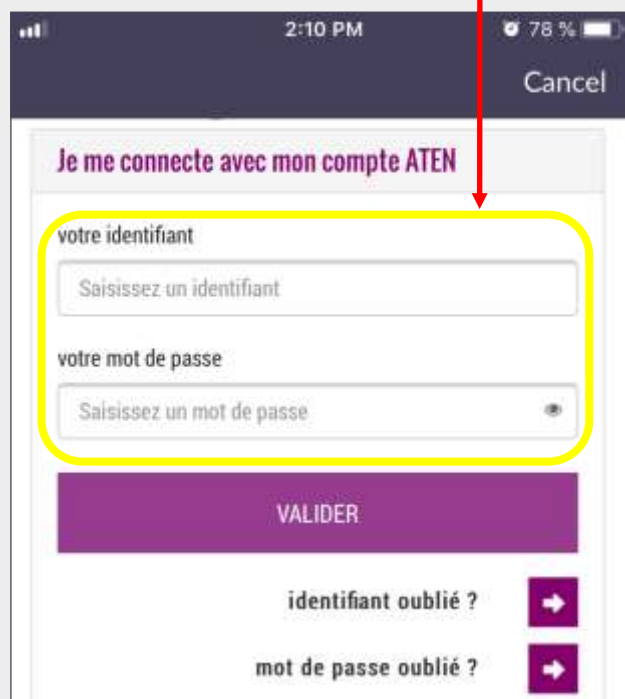 2:10 PM 78 %
Cancel
Je me connecte avec mon compte ATEN
votre identifiant
Saisissez un identifiant
votre mot de passe
Saisissez un mot de passe
VALIDER
identifiant oublié ?
mot de passe oublié ?